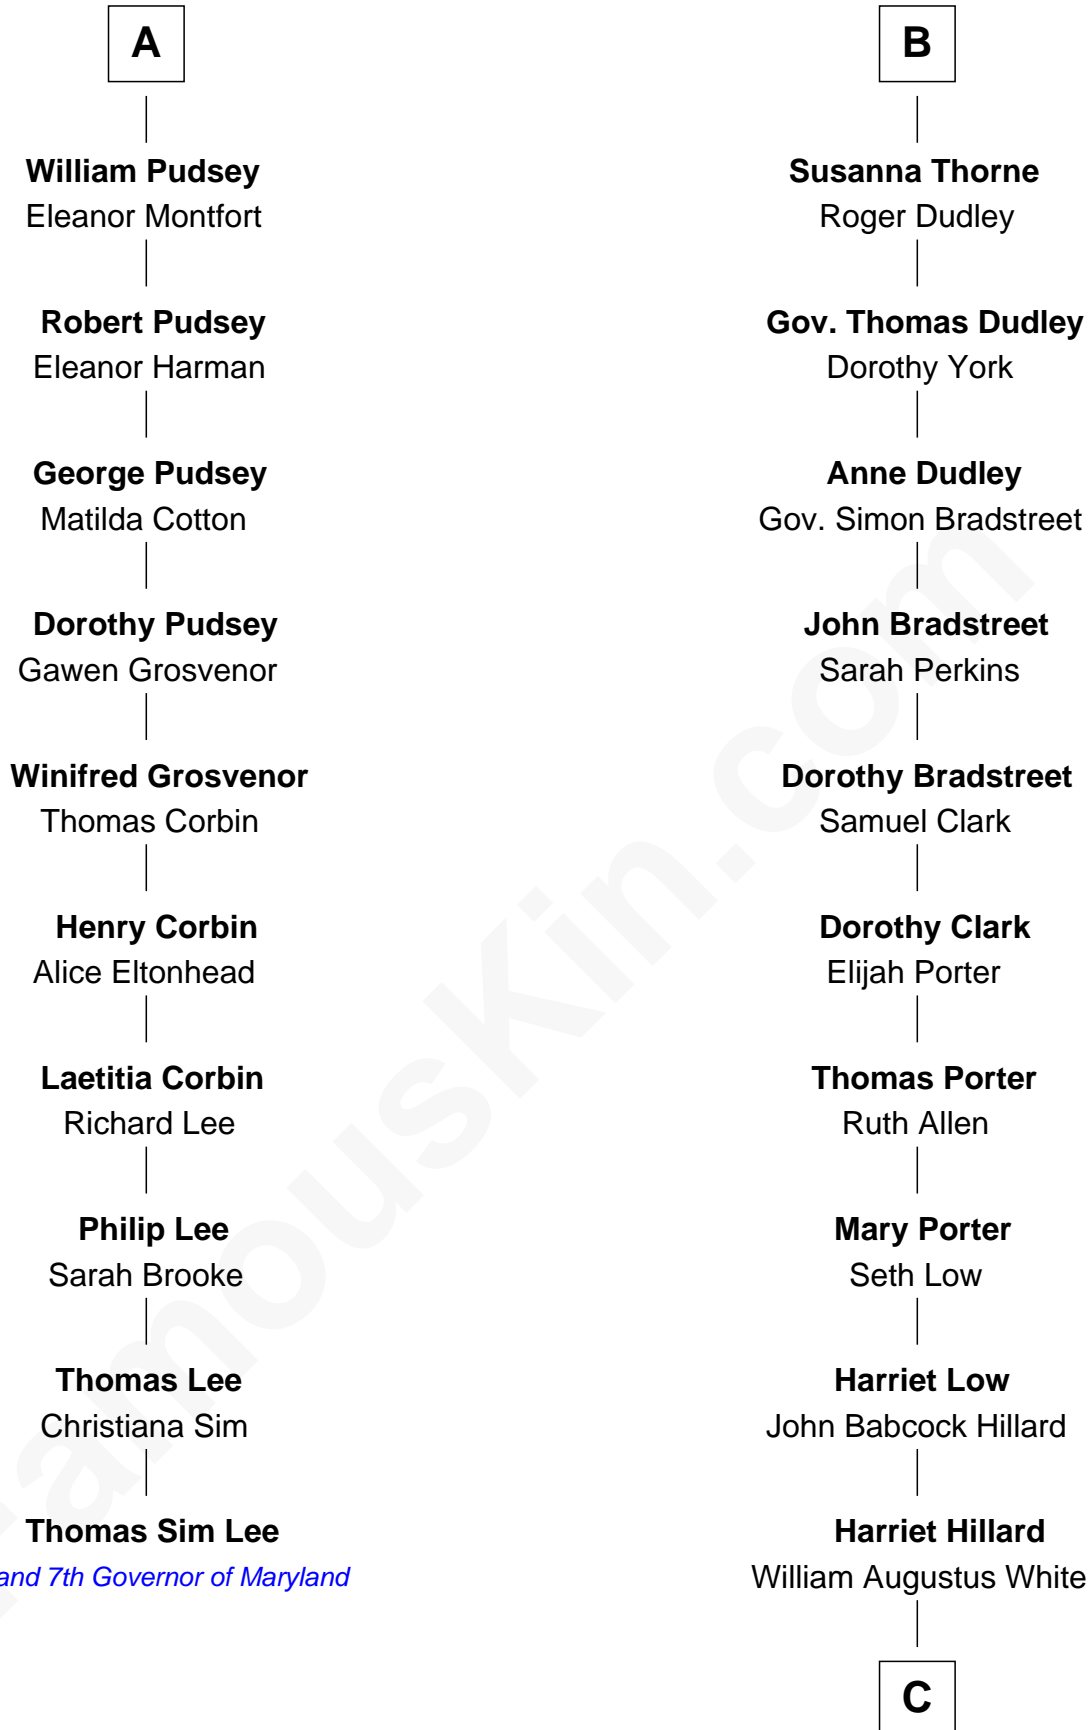 A
William Pudsey
Eleanor Montfort
Robert Pudsey
Eleanor Harman
George Pudsey
Matilda Cotton
Dorothy Pudsey
Gawen Grosvenor
Winifred Grosvenor
Thomas Corbin
Henry Corbin
Alice Eltonhead
Laetitia Corbin
Richard Lee
Philip Lee
Sarah Brooke
Thomas Lee
Christiana Sim
Thomas Sim Lee
and 7th Governor of Maryland
B
Susanna Thorne
Roger Dudley
Gov. Thomas Dudley
Dorothy York
Anne Dudley
Gov. Simon Bradstreet
John Bradstreet
Sarah Perkins
Dorothy Bradstreet
Samuel Clark
Dorothy Clark
Elijah Porter
Thomas Porter
Ruth Allen
Mary Porter
Seth Low
Harriet Low
John Babcock Hillard
Harriet Hillard
William Augustus White
C
FamousKin.com